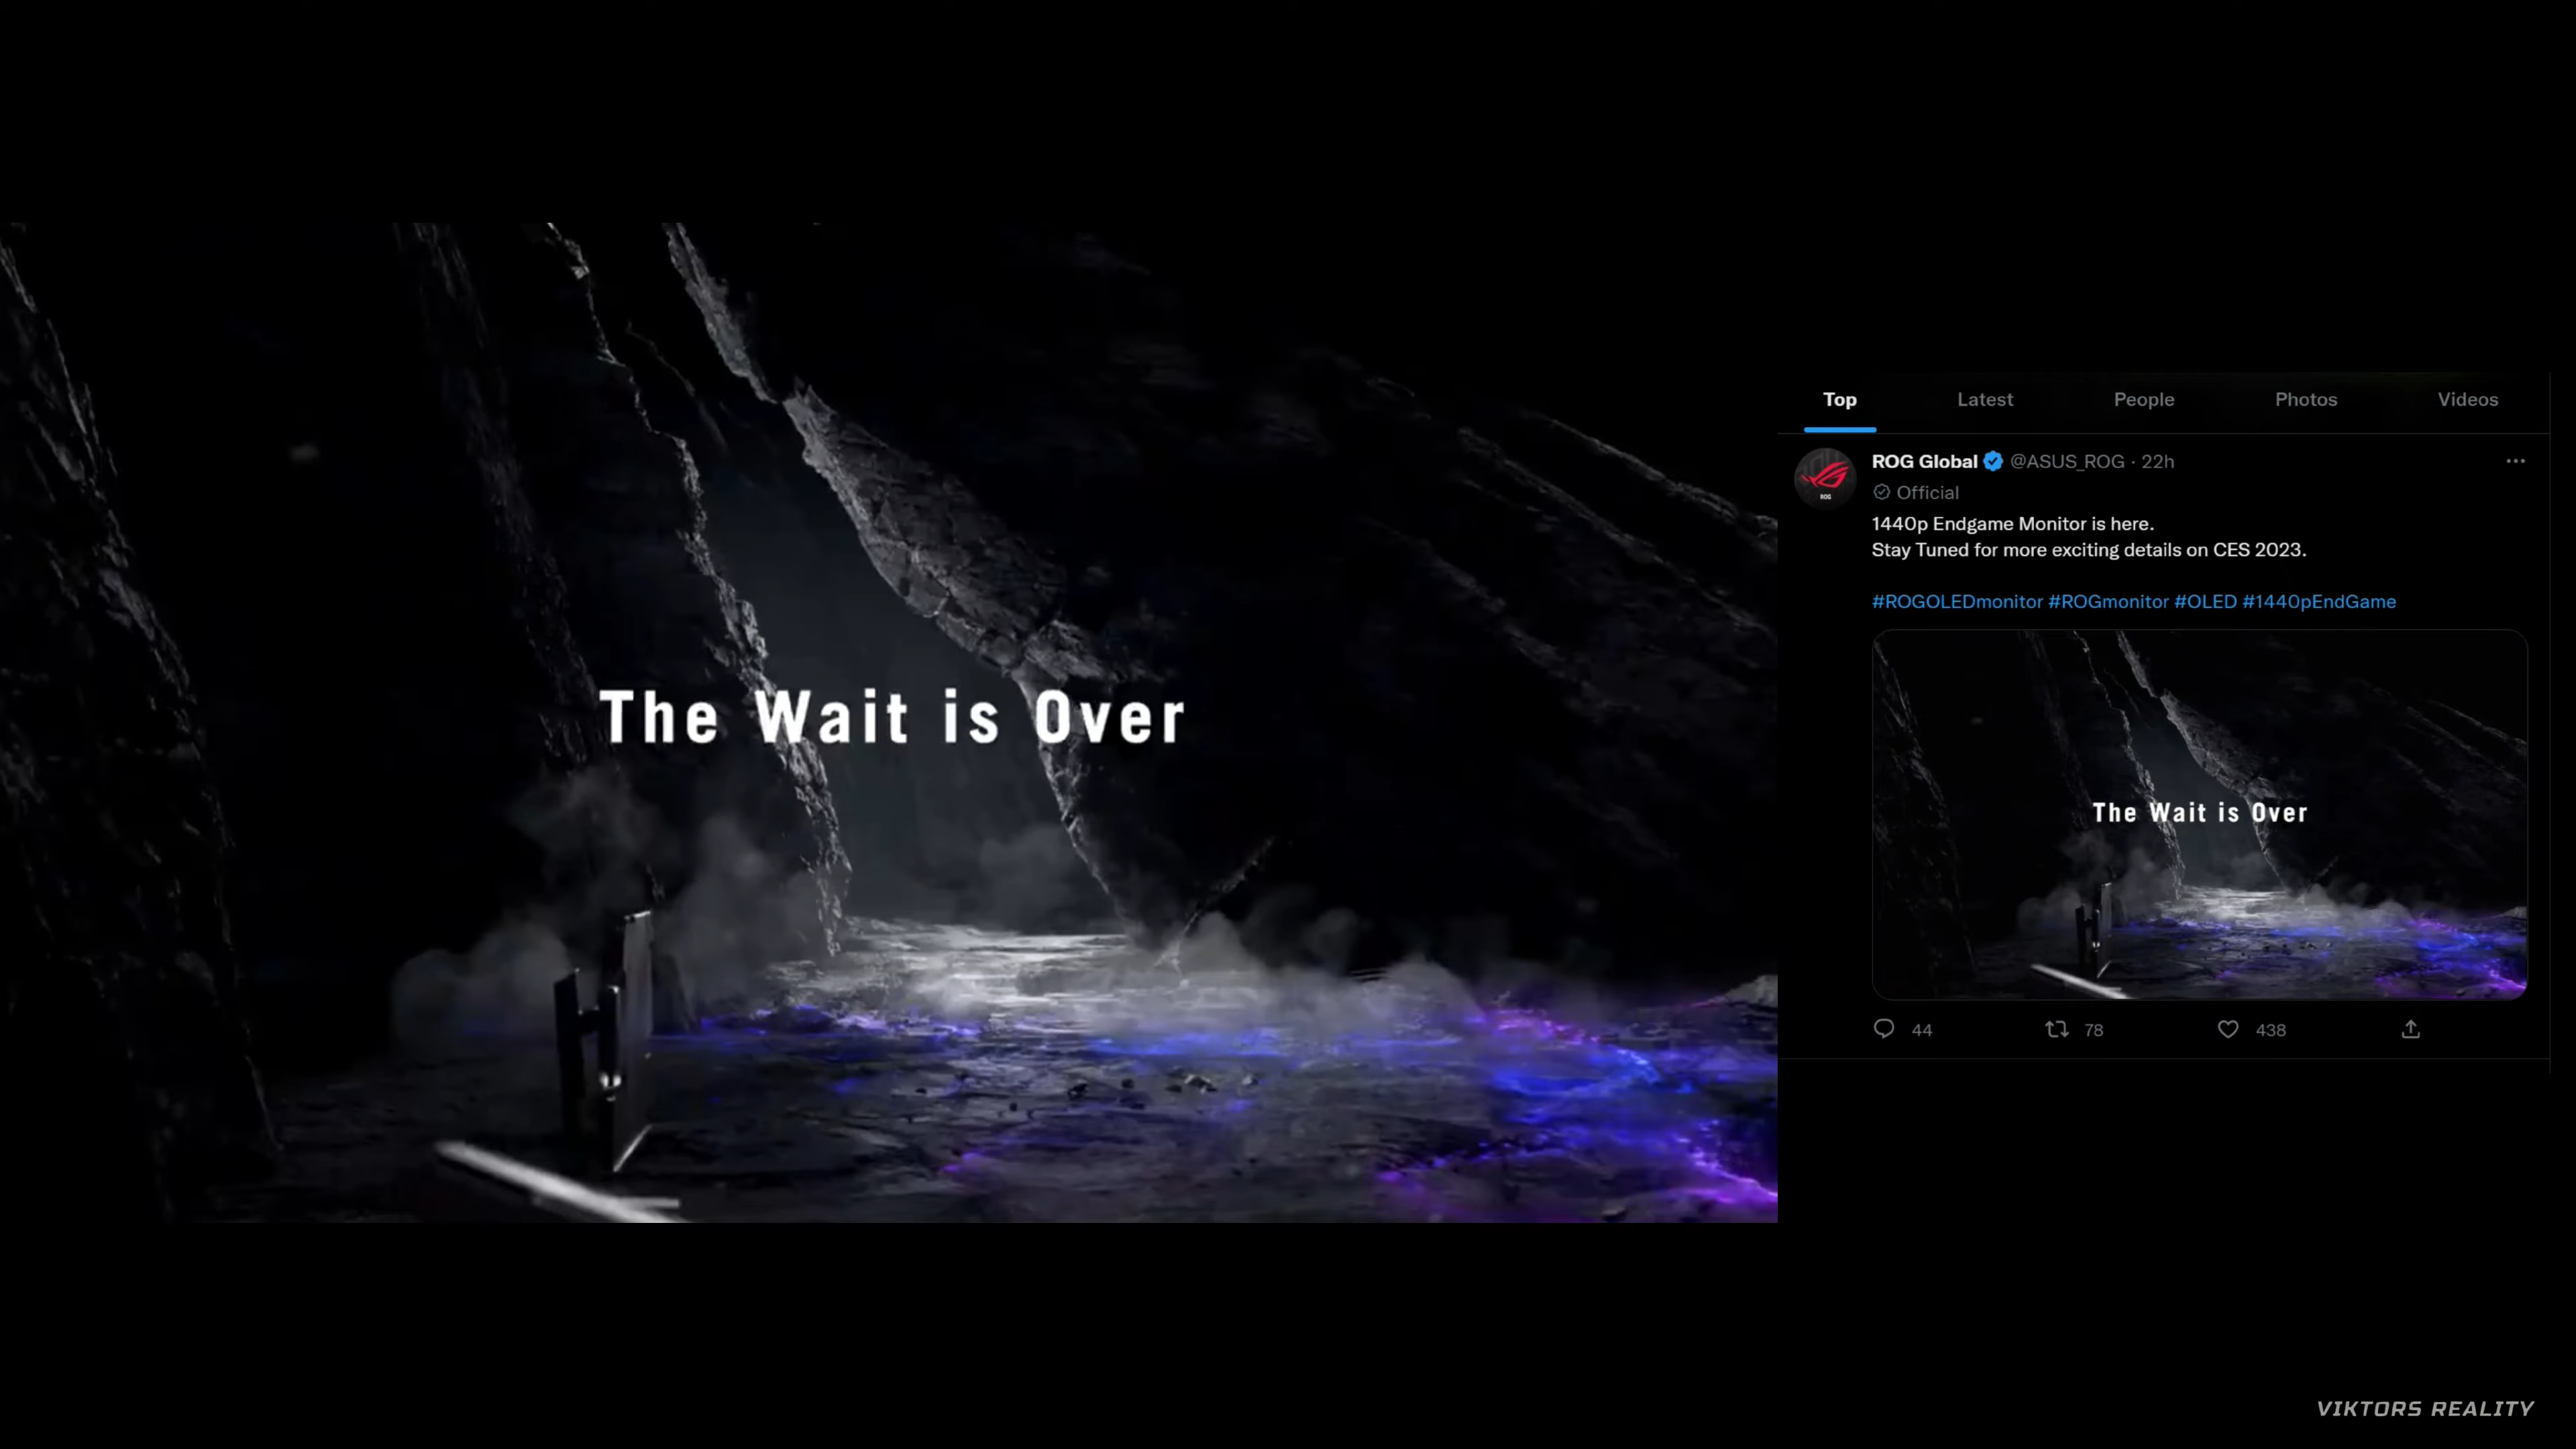 The Wait is Over
Top Latest People Photos Videos
ROG Global @ASUS_ROG · 22h
ROG
Official
1440p Endgame Monitor is here.
Stay Tuned for more exciting details on CES 2023.
#ROGOLEDmonitor #ROGmonitor #OLED #1440pEndGame
The Wait is Over
44 78 438
VIKTORS REALITY